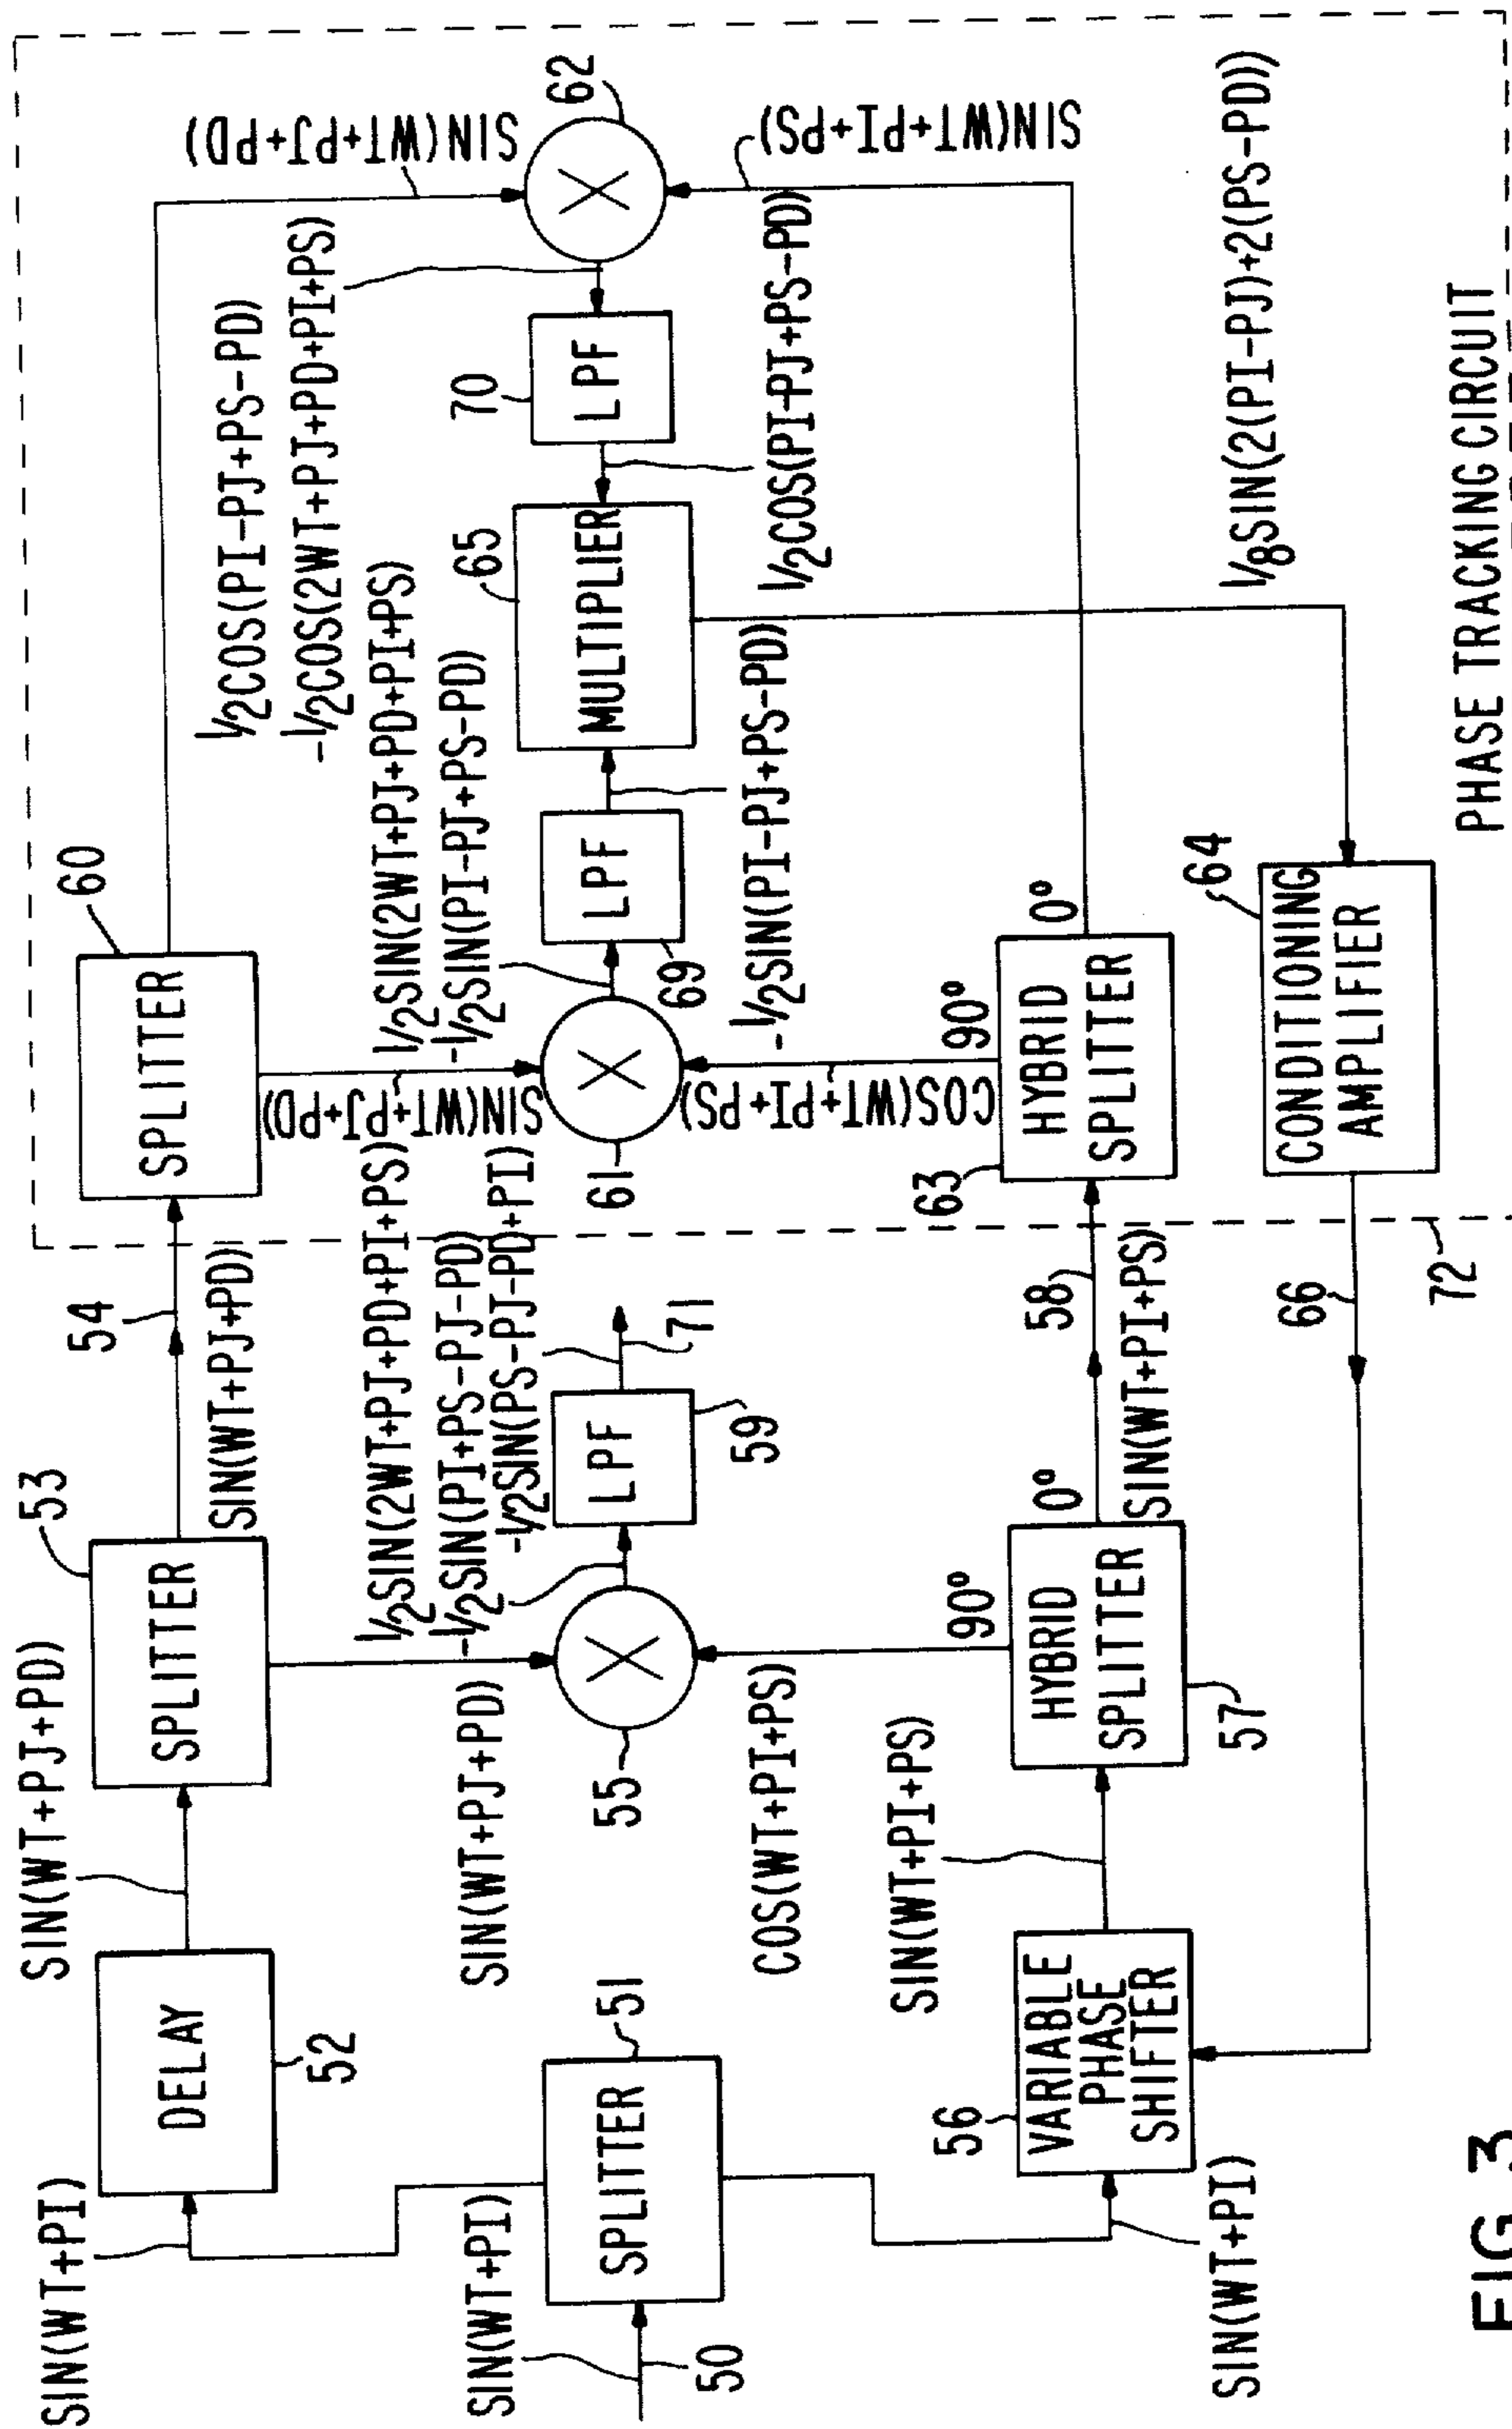 SIN(WT+PI)
SIN(WT+PJ+PD)
DELAY
52
SPLITTER
53
SIN(WT+PJ+PD)
54
SPLITTER
60
SIN(WT+PI)
50
SPLITTER
51
SIN(WT+PJ+PD)
55
COS(WT+PI+PS)
½SIN(2WT+PJ+PD+PI+PS)
-½SIN(PI+PS-PJ-PD)
-½SIN(PS-PJ-PD+PI)
LPF
59
71
SIN(WT+PJ+PD)
61
COS(WT+PI+PS)
½SIN(2WT+PJ+PD+PI+PS)
-½SIN(PI-PJ+PS-PD)
LPF
69
-½SIN(PI-PJ+PS-PD)
MULTIPLIER
65
½COS(PI-PJ+PS-PD)
-½COS(2WT+PJ+PD+PI+PS)
LPF
70
½COS(PI-PJ+PS-PD)
62
SIN(WT+PJ+PD)
SIN(WT+PI+PS)
SIN(WT+PI)
VARIABLE
PHASE
SHIFTER
56
SIN(WT+PI+PS)
HYBRID
SPLITTER
57
90°
0°
SIN(WT+PI+PS)
58
HYBRID
SPLITTER
63
90°
0°
66
72
CONDITIONING
AMPLIFIER
64
⅛SIN(2(PI-PJ)+2(PS-PD))
PHASE TRACKING CIRCUIT
FIG 3